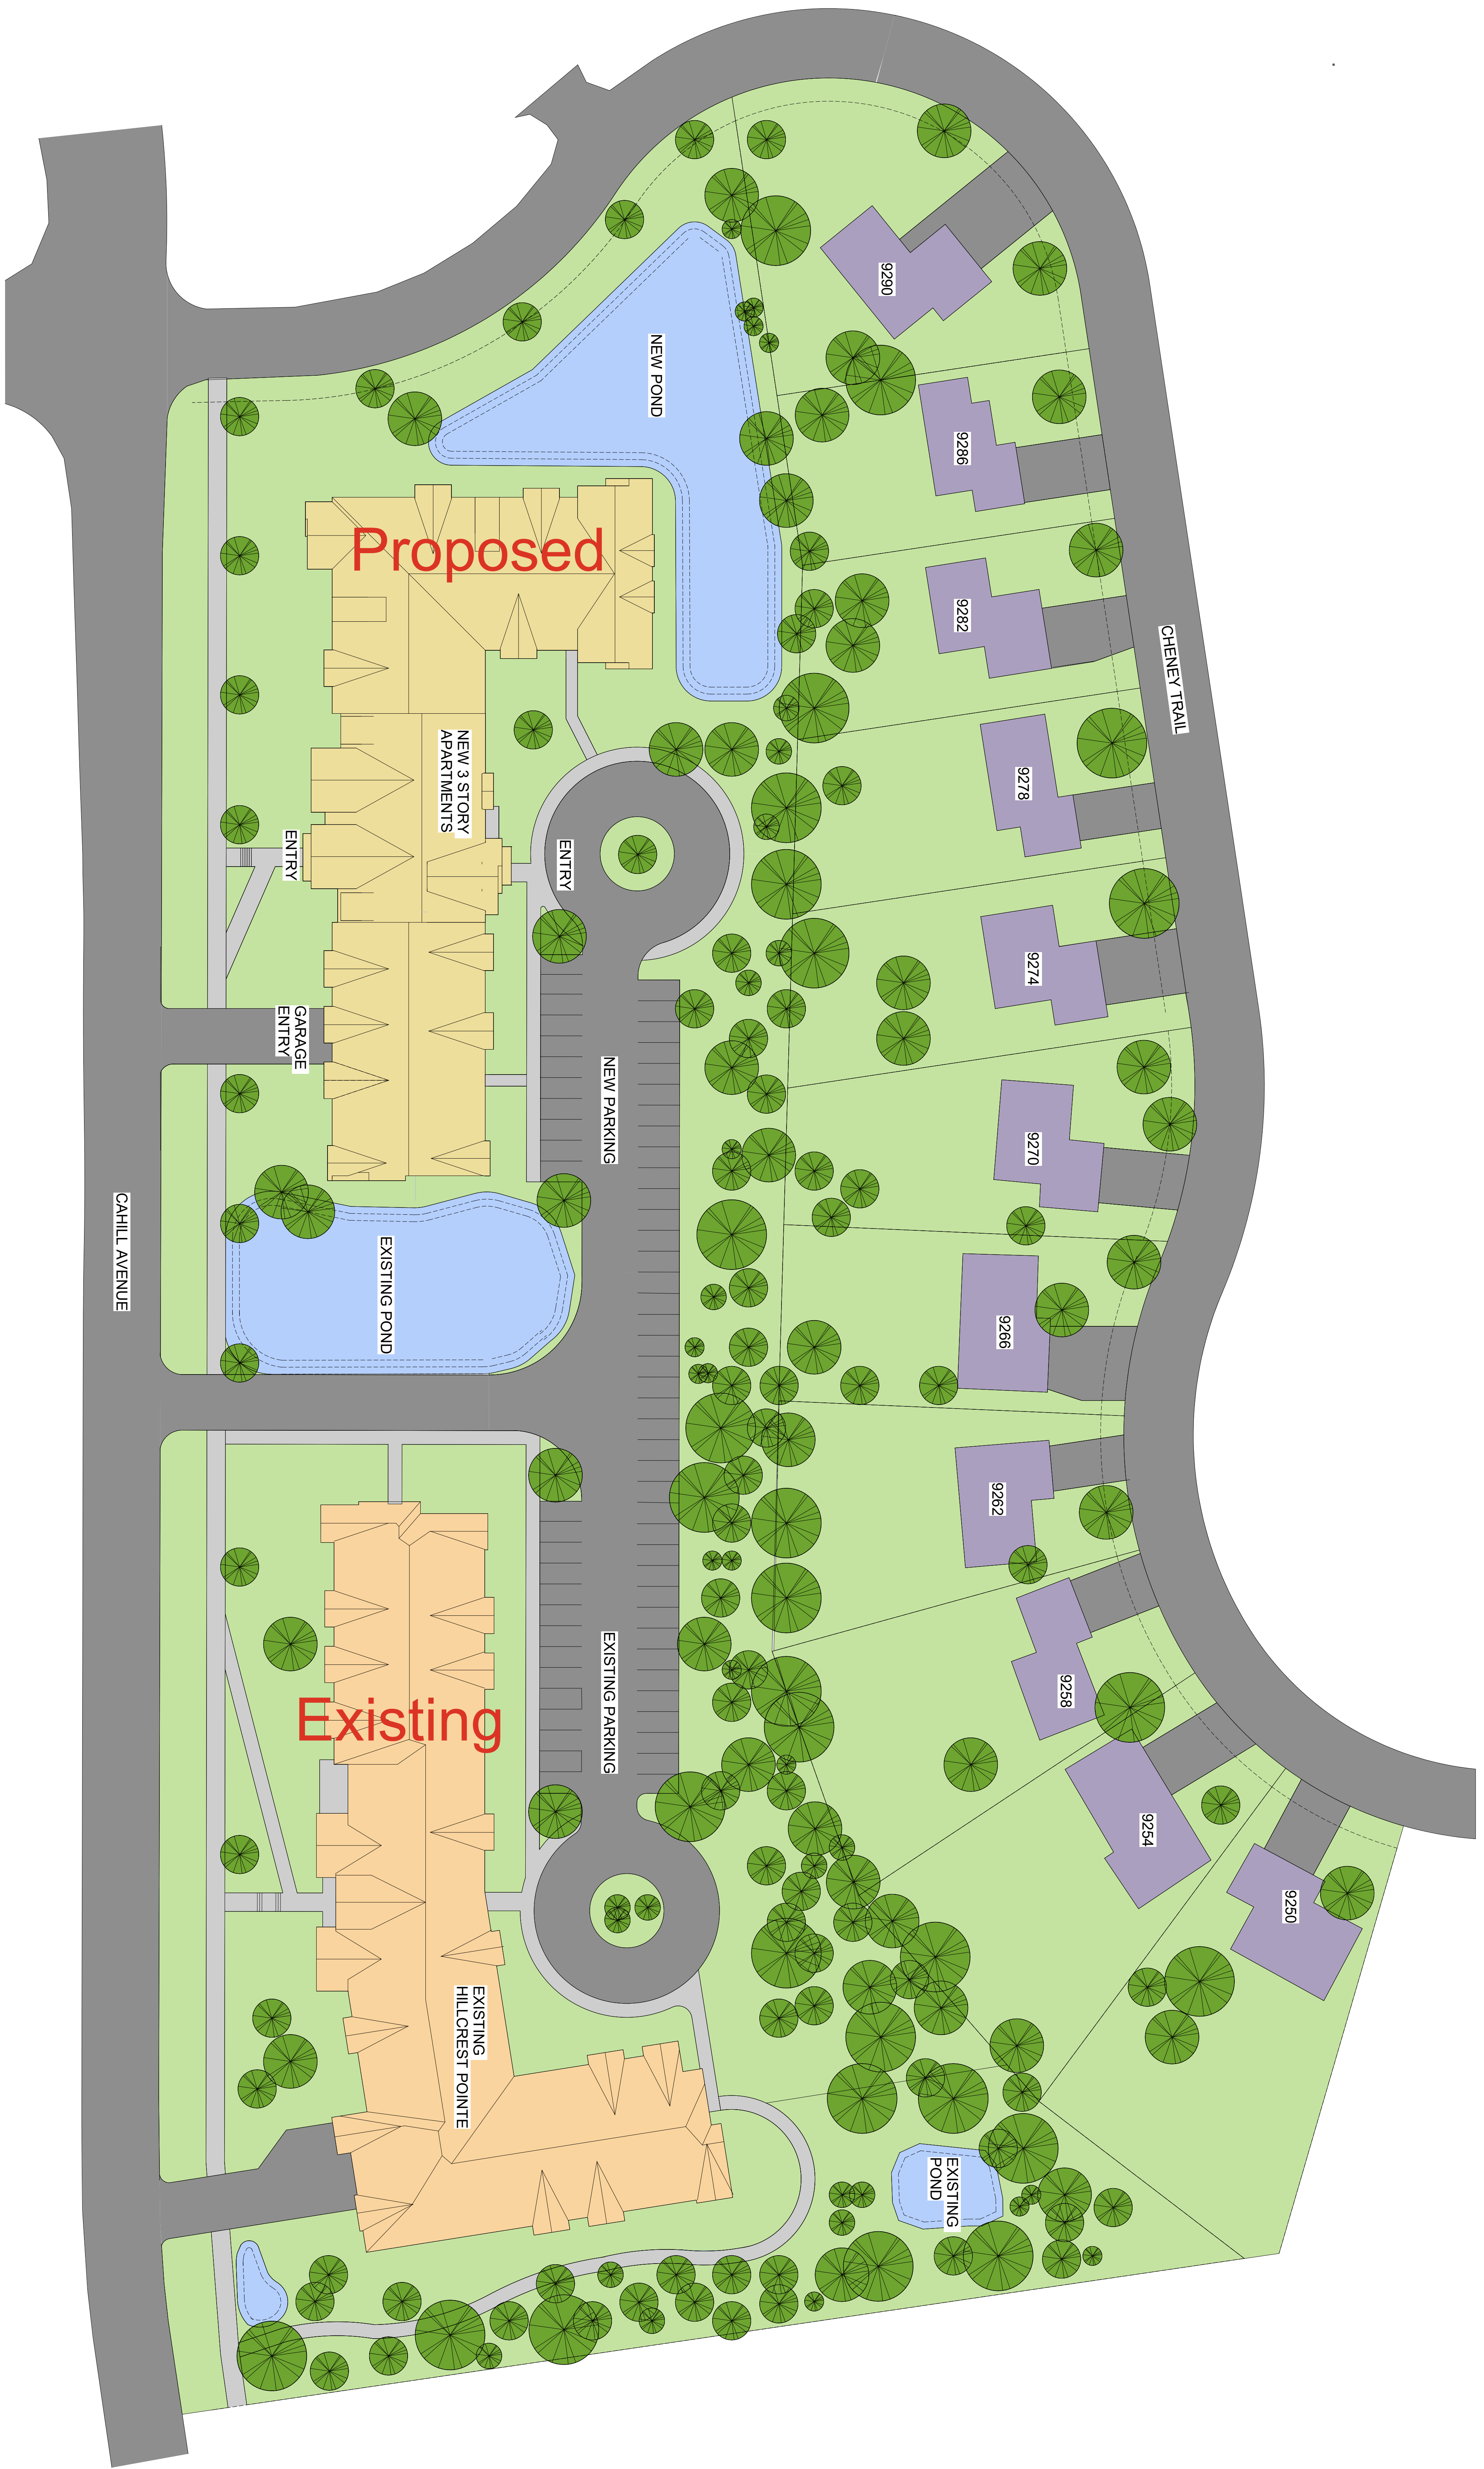 9290
NEW POND
9286
Proposed
9282
CHENEY TRAIL
NEW 3 STORY
APARTMENTS
9278
ENTRY
ENTRY
9274
GARAGE
ENTRY
NEW PARKING
9270
CAHILL AVENUE
EXISTING POND
9266
9262
EXISTING PARKING
9258
Existing
9254
9250
EXISTING
HILLCREST POINTE
EXISTING
POND